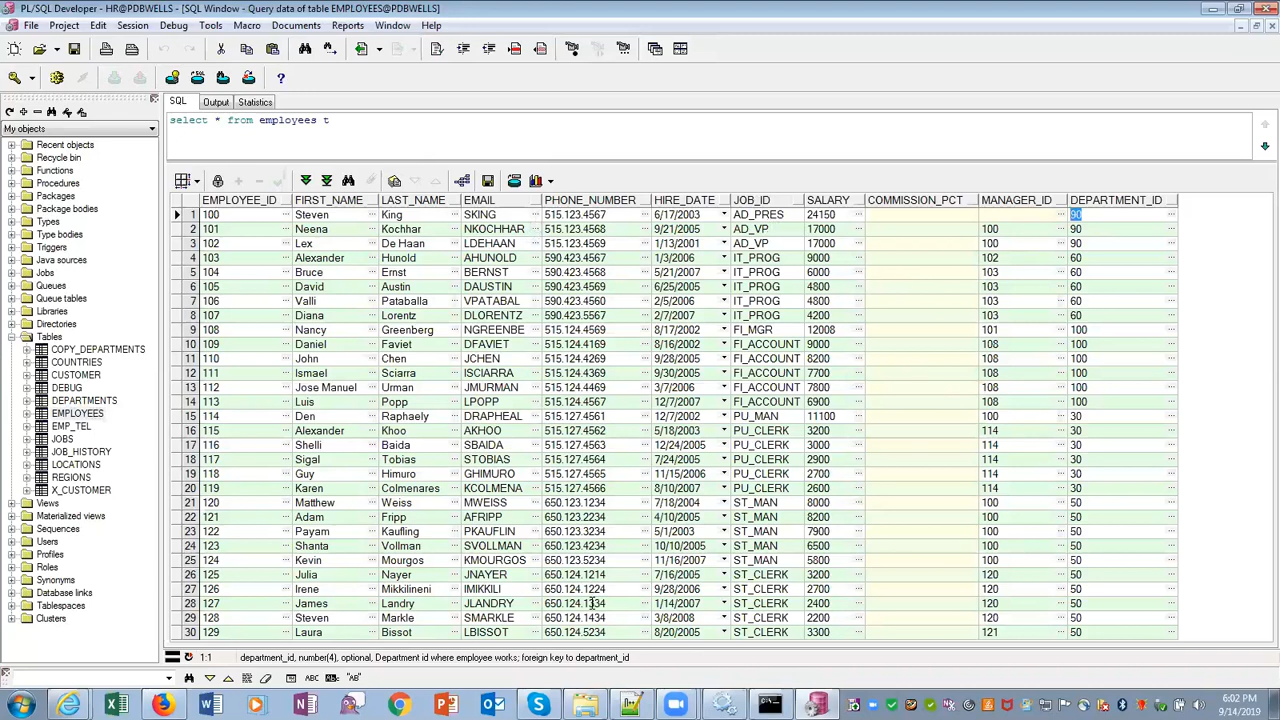 PL/SQL Developer - HR@PDBWELLS - [SQL Window - Query data of table EMPLOYEES@PDBWELLS]
File Project Edit Session Debug Tools Macro Documents Reports Window Help
SQL Output Statistics
My objects
select * from employees t
Recent objects
Recycle bin
Functions
Procedures
Packages
Package bodies
Types
Type bodies
Triggers
Java sources
Jobs
Queues
Queue tables
Libraries
Directories
Tables
COPY_DEPARTMENTS
COUNTRIES
CUSTOMER
DEBUG
DEPARTMENTS
EMPLOYEES
EMP_TEL
JOBS
JOB_HISTORY
LOCATIONS
REGIONS
X_CUSTOMER
Views
Materialized views
Sequences
Users
Profiles
Roles
Synonyms
Database links
Tablespaces
Clusters
EMPLOYEE_ID FIRST_NAME LAST_NAME EMAIL PHONE_NUMBER HIRE_DATE JOB_ID SALARY COMMISSION_PCT MANAGER_ID DEPARTMENT_ID
1 100 Steven King SKING 515.123.4567 6/17/2003 AD_PRES 24150 90
2 101 Neena Kochhar NKOCHHAR 515.123.4568 9/21/2005 AD_VP 17000 100 90
3 102 Lex De Haan LDEHAAN 515.123.4569 1/13/2001 AD_VP 17000 100 90
4 103 Alexander Hunold AHUNOLD 590.423.4567 1/3/2006 IT_PROG 9000 102 60
5 104 Bruce Ernst BERNST 590.423.4568 5/21/2007 IT_PROG 6000 103 60
6 105 David Austin DAUSTIN 590.423.4569 6/25/2005 IT_PROG 4800 103 60
7 106 Valli Pataballa VPATABAL 590.423.4560 2/5/2006 IT_PROG 4800 103 60
8 107 Diana Lorentz DLORENTZ 590.423.5567 2/7/2007 IT_PROG 4200 103 60
9 108 Nancy Greenberg NGREENBE 515.124.4569 8/17/2002 FI_MGR 12008 101 100
10 109 Daniel Faviet DFAVIET 515.124.4169 8/16/2002 FI_ACCOUNT 9000 108 100
11 110 John Chen JCHEN 515.124.4269 9/28/2005 FI_ACCOUNT 8200 108 100
12 111 Ismael Sciarra ISCIARRA 515.124.4369 9/30/2005 FI_ACCOUNT 7700 108 100
13 112 Jose Manuel Urman JMURMAN 515.124.4469 3/7/2006 FI_ACCOUNT 7800 108 100
14 113 Luis Popp LPOPP 515.124.4567 12/7/2007 FI_ACCOUNT 6900 108 100
15 114 Den Raphaely DRAPHEAL 515.127.4561 12/7/2002 PU_MAN 11100 100 30
16 115 Alexander Khoo AKHOO 515.127.4562 5/18/2003 PU_CLERK 3200 114 30
17 116 Shelli Baida SBAIDA 515.127.4563 12/24/2005 PU_CLERK 3000 114 30
18 117 Sigal Tobias STOBIAS 515.127.4564 7/24/2005 PU_CLERK 2900 114 30
19 118 Guy Himuro GHIMURO 515.127.4565 11/15/2006 PU_CLERK 2700 114 30
20 119 Karen Colmenares KCOLMENA 515.127.4566 8/10/2007 PU_CLERK 2600 114 30
21 120 Matthew Weiss MWEISS 650.123.1234 7/18/2004 ST_MAN 8000 100 50
22 121 Adam Fripp AFRIPP 650.123.2234 4/10/2005 ST_MAN 8200 100 50
23 122 Payam Kaufling PKAUFLIN 650.123.3234 5/1/2003 ST_MAN 7900 100 50
24 123 Shanta Vollman SVOLLMAN 650.123.4234 10/10/2005 ST_MAN 6500 100 50
25 124 Kevin Mourgos KMOURGOS 650.123.5234 11/16/2007 ST_MAN 5800 100 50
26 125 Julia Nayer JNAYER 650.124.1214 7/16/2005 ST_CLERK 3200 120 50
27 126 Irene Mikkilineni IMIKKILI 650.124.1224 9/28/2006 ST_CLERK 2700 120 50
28 127 James Landry JLANDRY 650.124.1334 1/14/2007 ST_CLERK 2400 120 50
29 128 Steven Markle SMARKLE 650.124.1434 3/8/2008 ST_CLERK 2200 120 50
30 129 Laura Bissot LBISSOT 650.124.5234 8/20/2005 ST_CLERK 3300 121 50
1:1 department_id, number(4), optional, Department id where employee works; foreign key to department_id
6:02 PM
9/14/2019